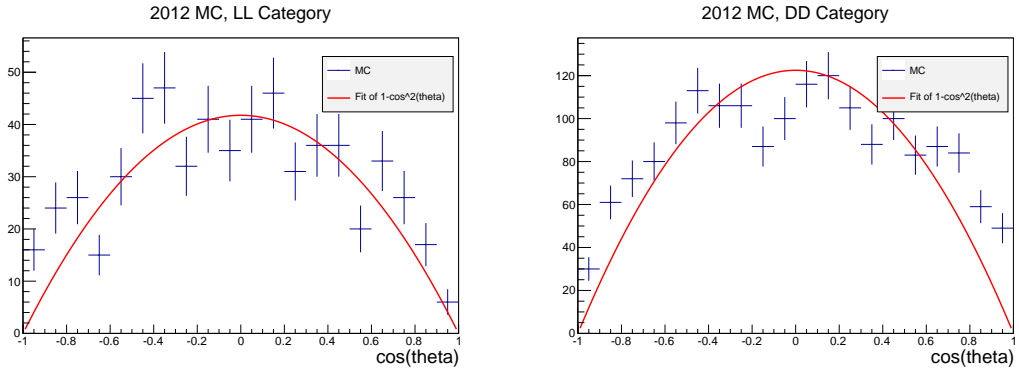 2012 MC, LL Category
50
40
30
20
10
0
MC
Fit of 1-cos^2(theta)
-1 -0.8 -0.6 -0.4 -0.2 0 0.2 0.4 0.6 0.8 1
cos(theta)
2012 MC, DD Category
120
100
80
60
40
20
0
MC
Fit of 1-cos^2(theta)
-1 -0.8 -0.6 -0.4 -0.2 0 0.2 0.4 0.6 0.8 1
cos(theta)